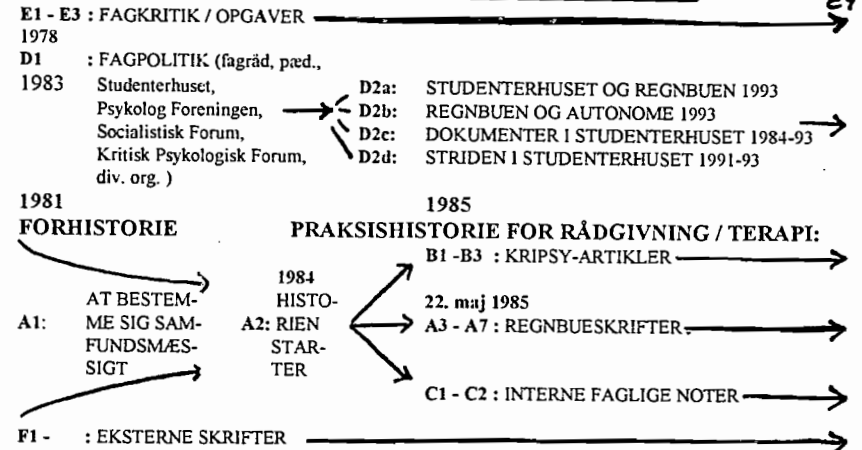 E4
E1 - E3 : FAGKRITIK / OPGAVER
1978
D1 : FAGPOLITIK (fagråd, pæd.,
1983 Studenterhuset,
Psykolog Foreningen,
Socialistisk Forum,
Kritisk Psykologisk Forum,
div. org. )
D2a: STUDENTERHUSET OG REGNBUEN 1993
D2b: REGNBUEN OG AUTONOME 1993
D2c: DOKUMENTER I STUDENTERHUSET 1984-93
D2d: STRIDEN I STUDENTERHUSET 1991-93
1981
FORHISTORIE
1985
PRAKSISHISTORIE FOR RÅDGIVNING / TERAPI:
B1 -B3 : KRIPSY-ARTIKLER
A1: AT BESTEM-
ME SIG SAM-
FUNDSMÆS-
SIGT
1984
A2: HISTO-
RIEN
STAR-
TER
22. maj 1985
A3 - A7 : REGNBUESKRIFTER
C1 - C2 : INTERNE FAGLIGE NOTER
F1 - : EKSTERNE SKRIFTER